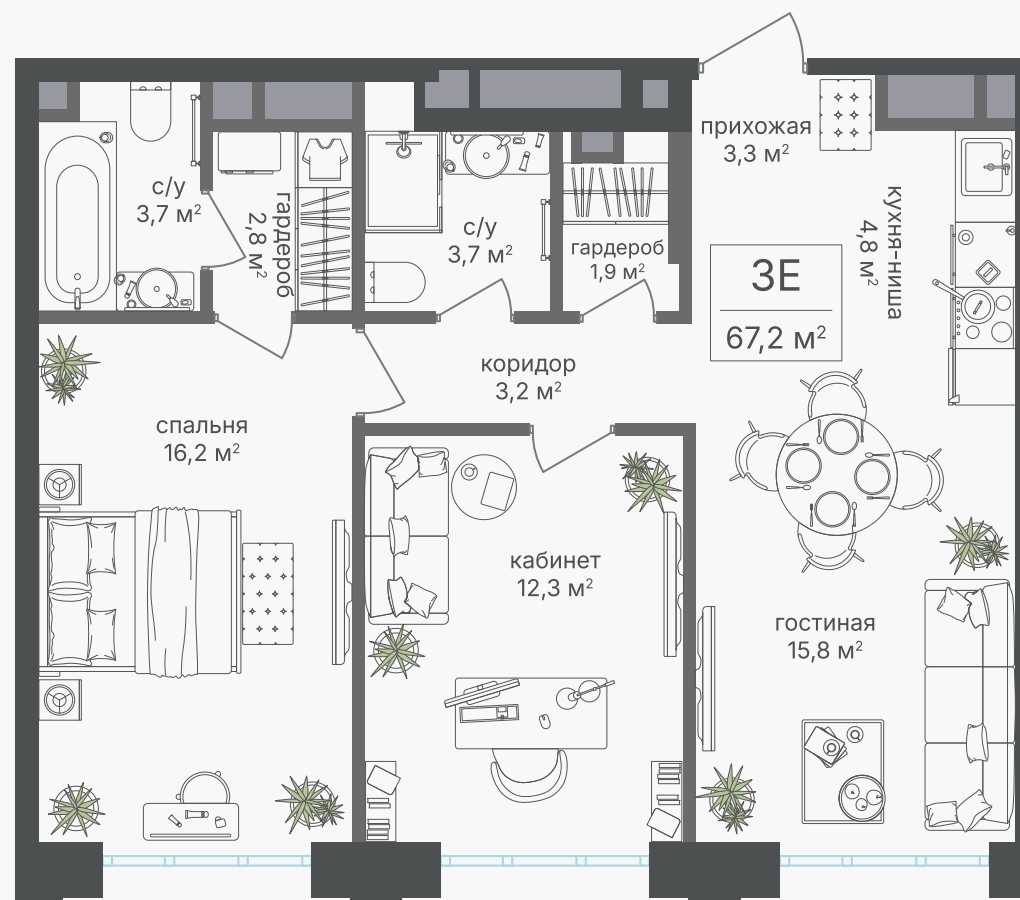 прихожая
3,3 м²
с/у
3,7 м²
гардероб
2,8 м²
с/у
3,7 м²
гардероб
1,9 м²
кухня-ниша
4,8 м²
3Е
67,2 м²
коридор
3,2 м²
спальня
16,2 м²
кабинет
12,3 м²
гостиная
15,8 м²